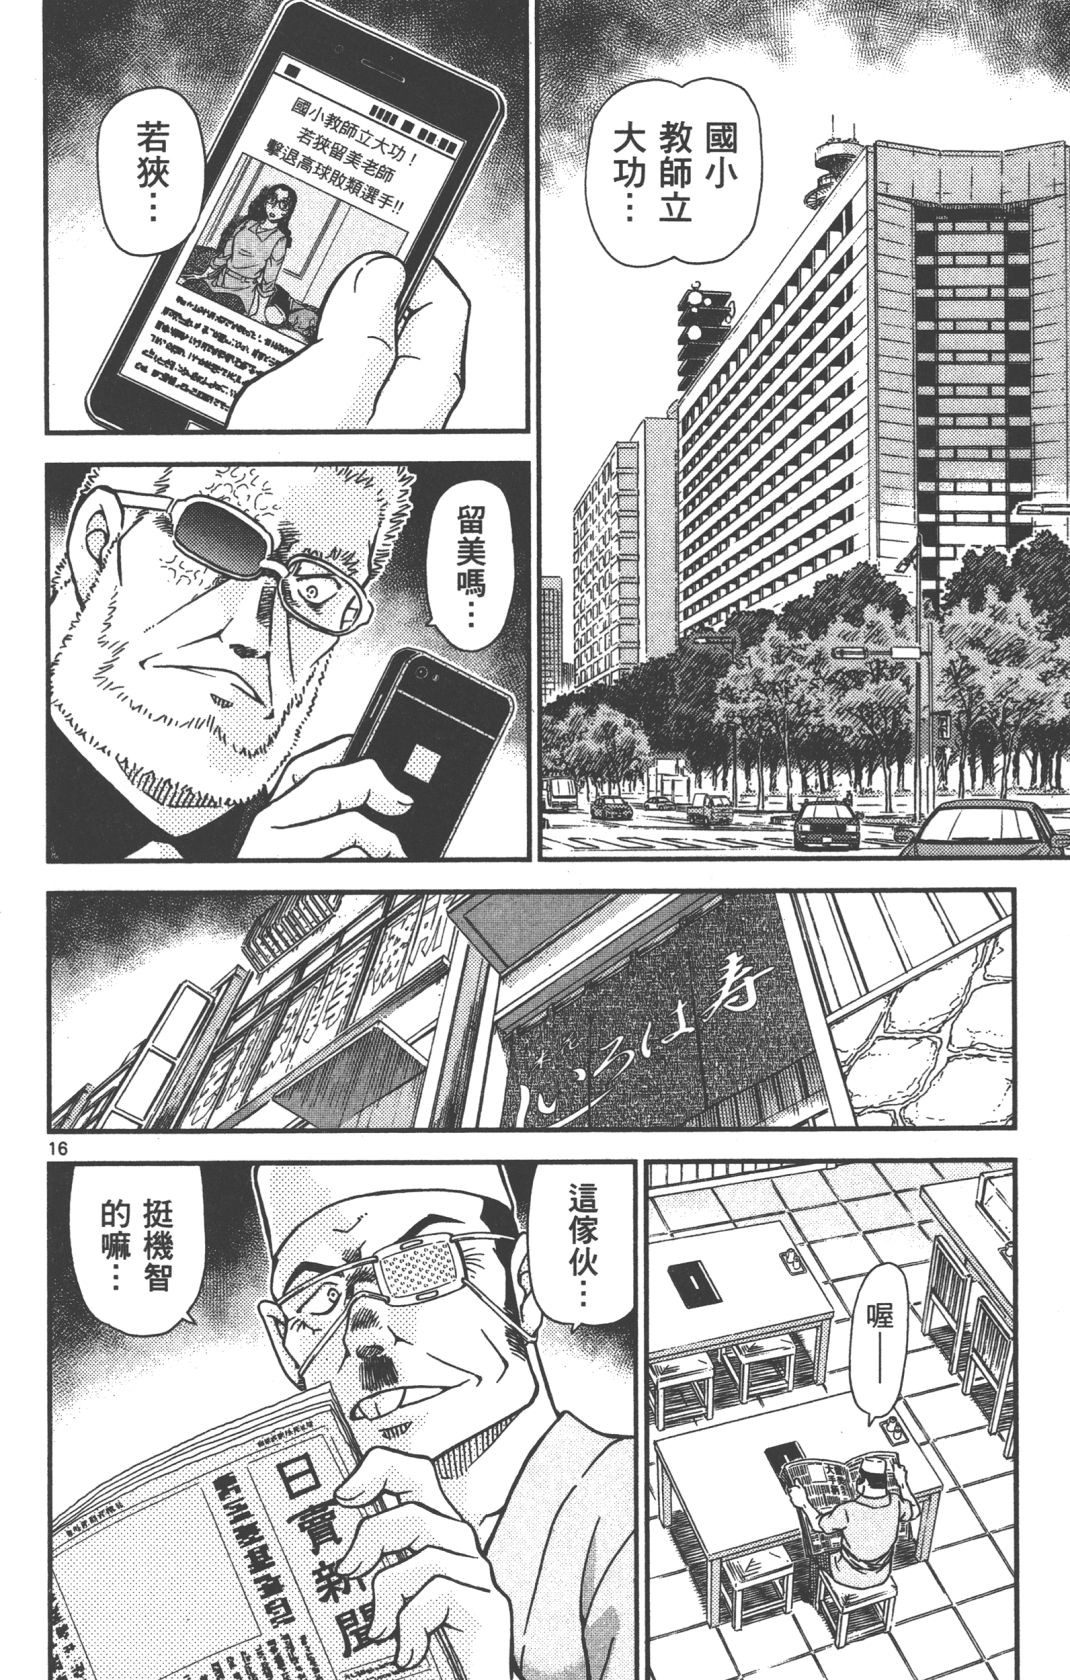 國小
教師立
大功…
國小教師立大功！
若狹留美老師
擊退高球敗類選手!!
若狹…
留美嗎…
いろは寿
16
喔——
這傢伙…
挺機智
的嘛…
日賣新聞